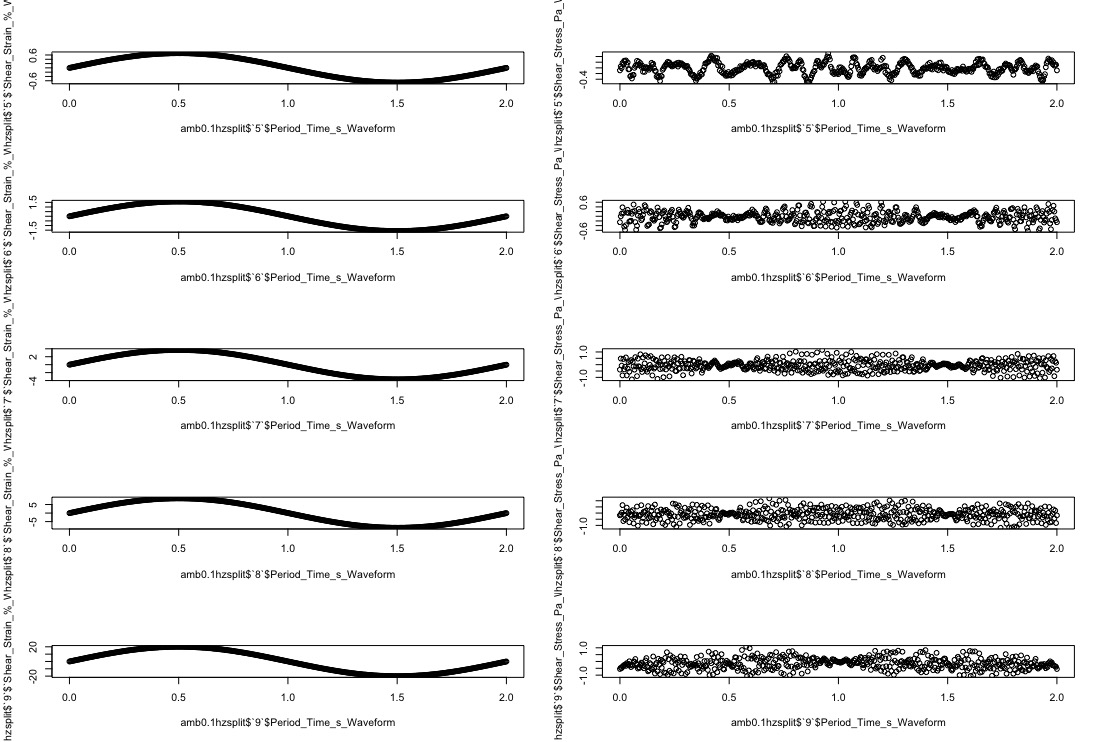 0.6
-0.6
0.0 0.5 1.0 1.5 2.0
amb0.1hzsplit$`5`$Period_Time_s_Waveform
-0.4
0.0 0.5 1.0 1.5 2.0
amb0.1hzsplit$`5`$Period_Time_s_Waveform
1.5
-1.5
0.0 0.5 1.0 1.5 2.0
amb0.1hzsplit$`6`$Period_Time_s_Waveform
0.6
-0.6
0.0 0.5 1.0 1.5 2.0
amb0.1hzsplit$`6`$Period_Time_s_Waveform
2
-4
0.0 0.5 1.0 1.5 2.0
amb0.1hzsplit$`7`$Period_Time_s_Waveform
1.0
-1.0
0.0 0.5 1.0 1.5 2.0
amb0.1hzsplit$`7`$Period_Time_s_Waveform
5
-5
0.0 0.5 1.0 1.5 2.0
amb0.1hzsplit$`8`$Period_Time_s_Waveform
-1.0
0.0 0.5 1.0 1.5 2.0
amb0.1hzsplit$`8`$Period_Time_s_Waveform
20
-20
hzsplit$`9`$Shear_Strain_%_
0.0 0.5 1.0 1.5 2.0
amb0.1hzsplit$`9`$Period_Time_s_Waveform
1.0
-1.0
hzsplit$`9`$Shear_Stress_Pa_
0.0 0.5 1.0 1.5 2.0
amb0.1hzsplit$`9`$Period_Time_s_Waveform